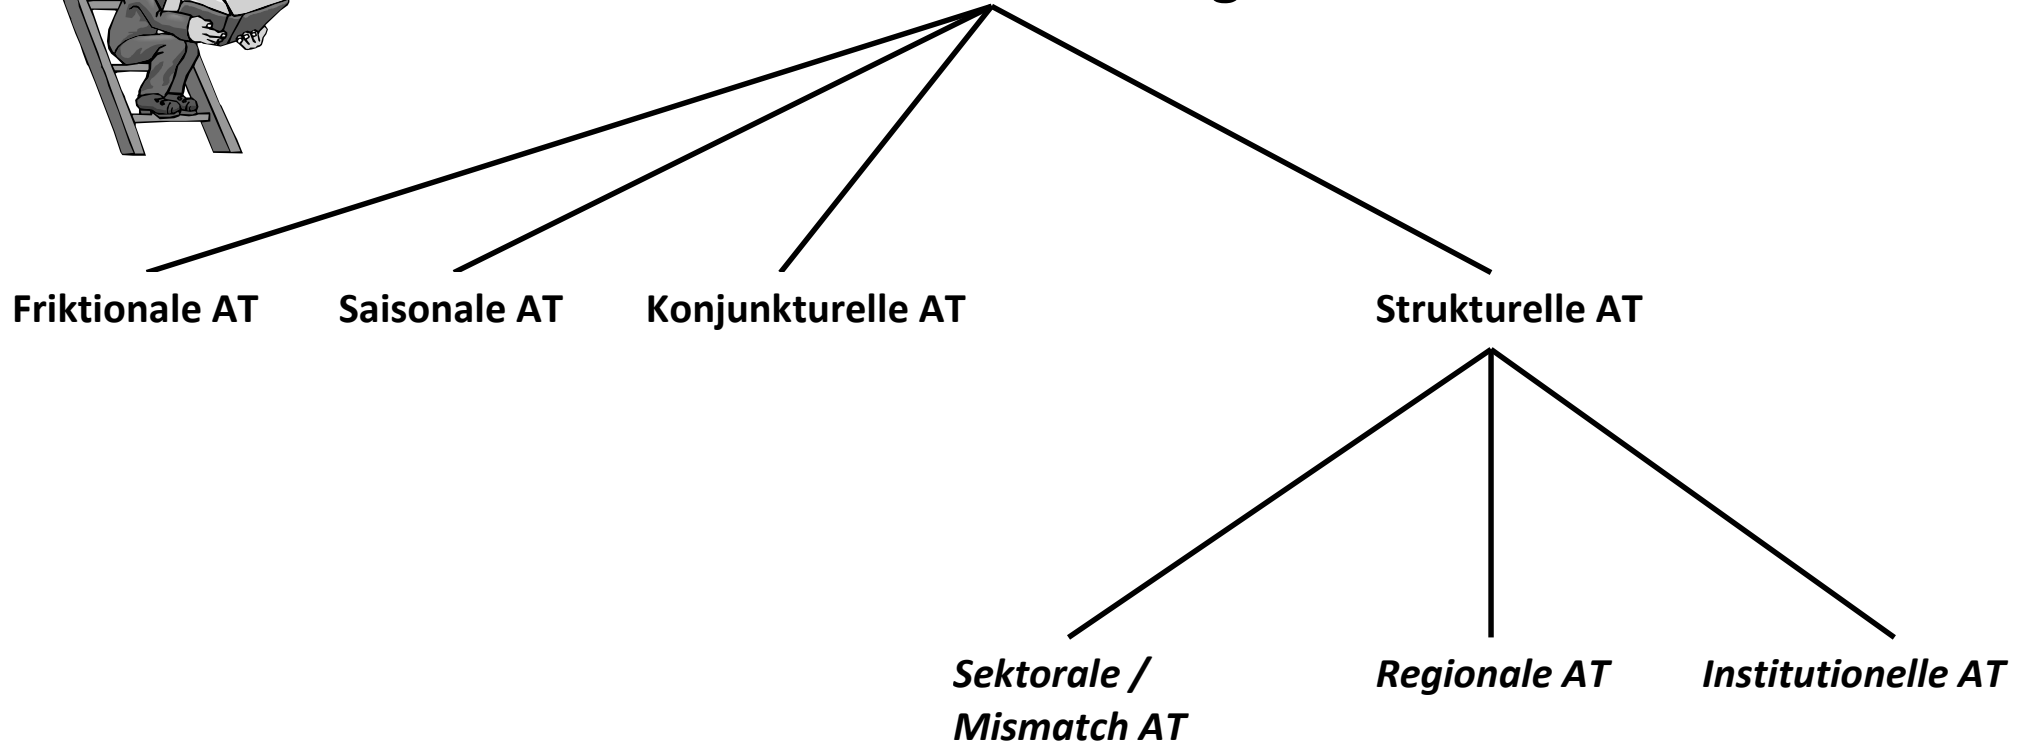 Friktionale AT Saisonale AT Konjunkturelle AT Strukturelle AT
Sektorale / Regionale AT Institutionelle AT
Mismatch AT